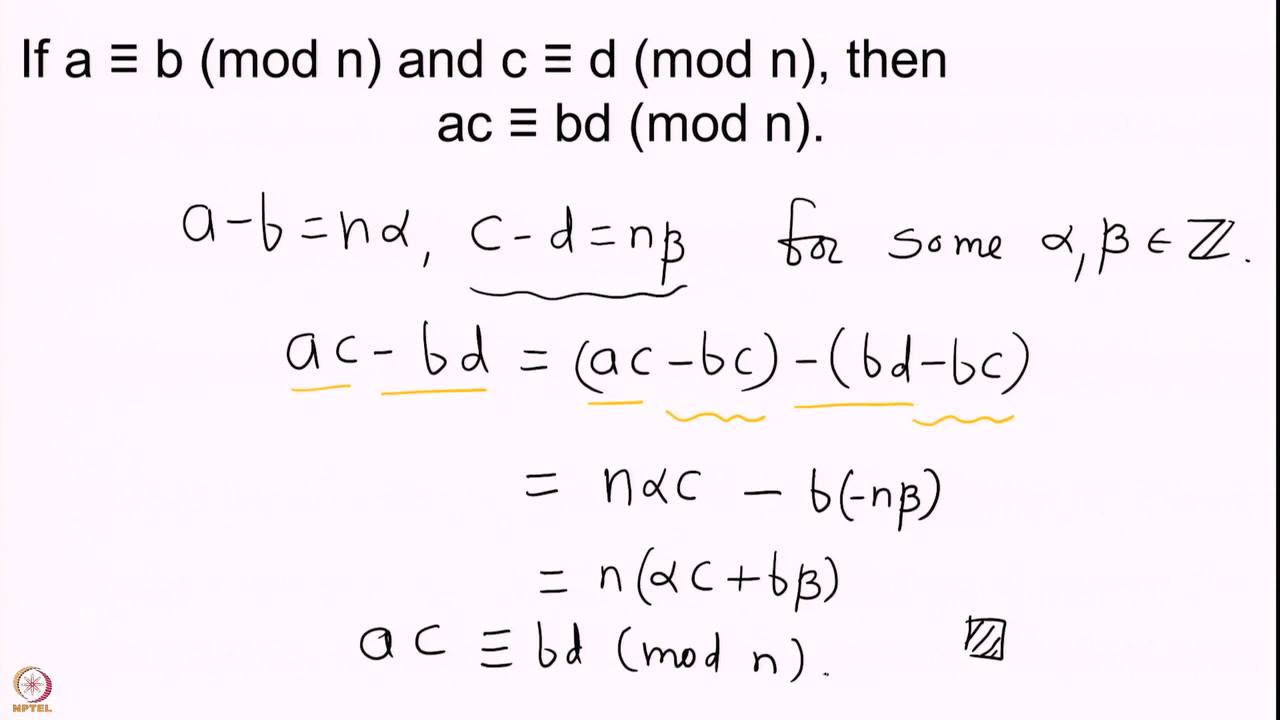 If a ≡ b (mod n) and c ≡ d (mod n), then
ac ≡ bd (mod n).
a-b=nα, c-d=nβ for some α,β ∈ ℤ.
ac - bd = (ac - bc) - (bd - bc)
= nαc - b(-nβ)
= n(αc + bβ)
ac ≡ bd (mod n).
NPTEL